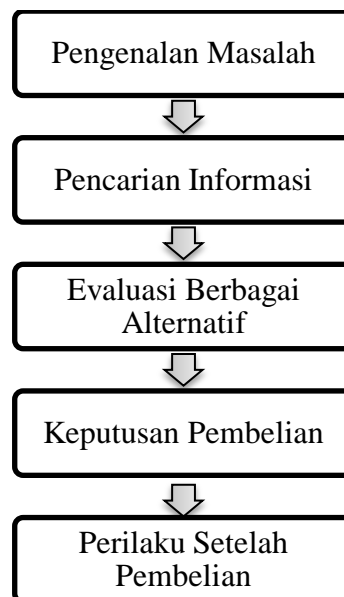 Pengenalan Masalah
Pencarian Informasi
Evaluasi Berbagai
Alternatif
Keputusan Pembelian
Perilaku Setelah
Pembelian